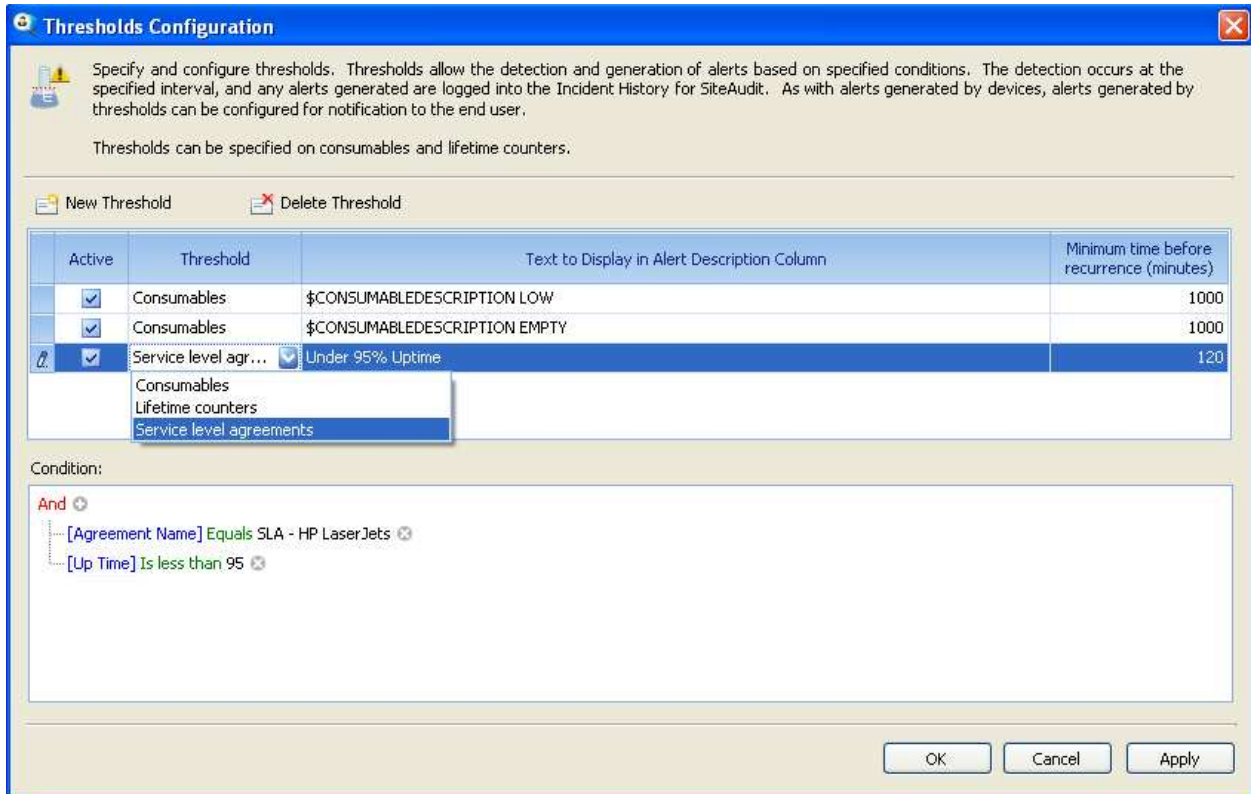 Thresholds Configuration
Specify and configure thresholds. Thresholds allow the detection and generation of alerts based on specified conditions. The detection occurs at the
specified interval, and any alerts generated are logged into the Incident History for SiteAudit. As with alerts generated by devices, alerts generated by
thresholds can be configured for notification to the end user.
Thresholds can be specified on consumables and lifetime counters.
New Threshold Delete Threshold
Active Threshold Text to Display in Alert Description Column Minimum time before
recurrence (minutes)
Consumables $CONSUMABLEDESCRIPTION LOW 1000
Consumables $CONSUMABLEDESCRIPTION EMPTY 1000
Service level agr... Under 95% Uptime 120
Consumables
Lifetime counters
Service level agreements
Condition:
And
[Agreement Name] Equals SLA - HP LaserJets
[Up Time] Is less than 95
OK Cancel Apply